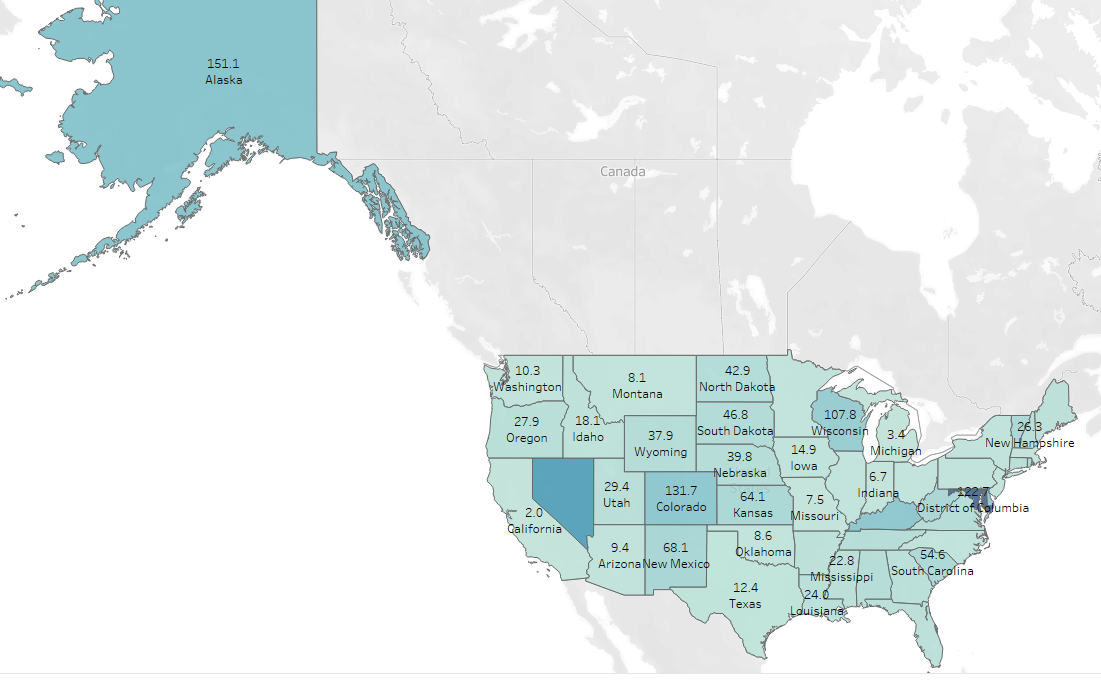 151.1
Alaska
Canada
10.3
Washington
8.1
Montana
42.9
North Dakota
27.9
Oregon
18.1
Idaho
37.9
Wyoming
46.8
South Dakota
107.8
Wisconsin
3.4
Michigan
26.3
New Hampshire
39.8
Nebraska
14.9
Iowa
6.7
Indiana
2.0
California
29.4
Utah
131.7
Colorado
64.1
Kansas
7.5
Missouri
122.7
District of Columbia
9.4
Arizona
68.1
New Mexico
8.6
Oklahoma
22.8
Mississippi
54.6
South Carolina
12.4
Texas
24.0
Louisiana